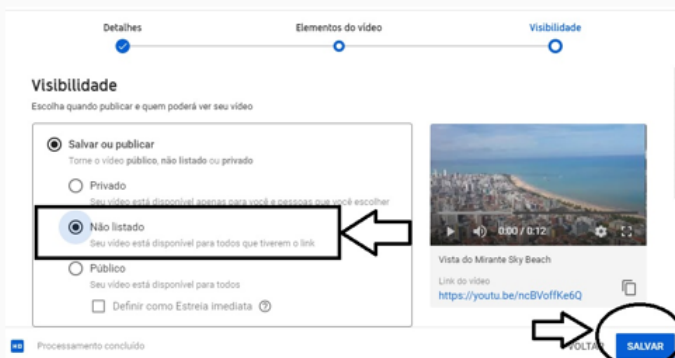 Detalhes
Elementos do vídeo
Visibilidade
Visibilidade
Escolha quando publicar e quem poderá ver seu vídeo
Salvar ou publicar
Torne o vídeo público, não listado ou privado
Privado
Seu vídeo está disponível apenas para você e pessoas que você escolher
Não listado
Seu vídeo está disponível para todos que tiverem o link
Público
Seu vídeo está disponível para todos
Definir como Estreia imediata
0:00 / 0:12
Vista do Mirante Sky Beach
Link do vídeo
https://youtu.be/ncBVoffKe6Q
HD
Processamento concluído
VOLTAR
SALVAR